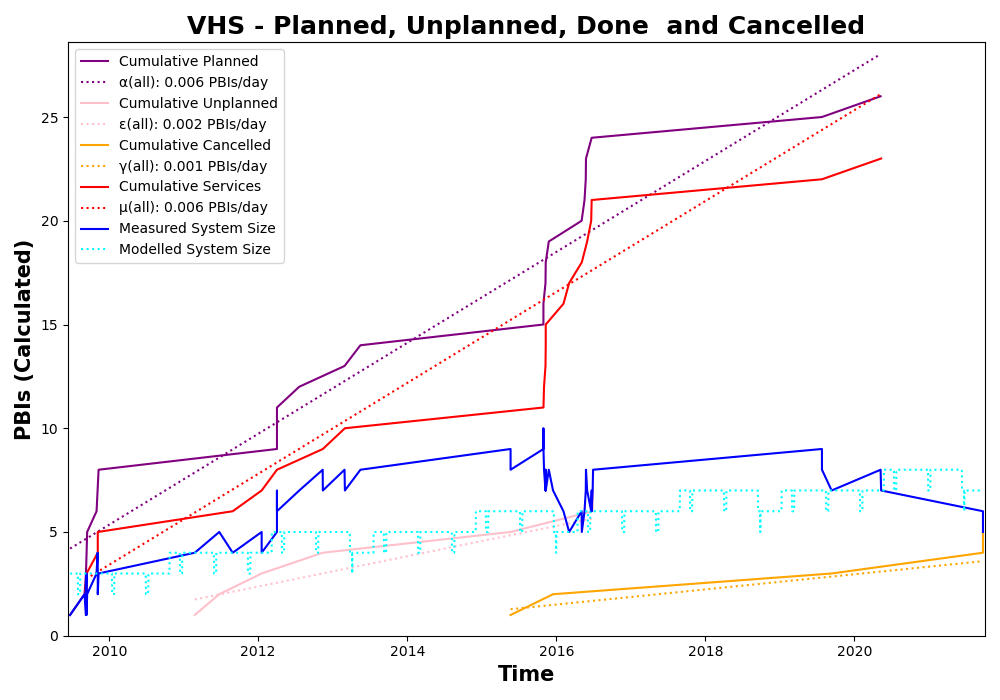 VHS - Planned, Unplanned, Done  and Cancelled
Cumulative Planned
α(all): 0.006 PBIs/day
Cumulative Unplanned
ε(all): 0.002 PBIs/day
Cumulative Cancelled
γ(all): 0.001 PBIs/day
Cumulative Services
μ(all): 0.006 PBIs/day
Measured System Size
Modelled System Size
PBIs (Calculated)
25
20
15
10
5
0
2010 2012 2014 2016 2018 2020
Time